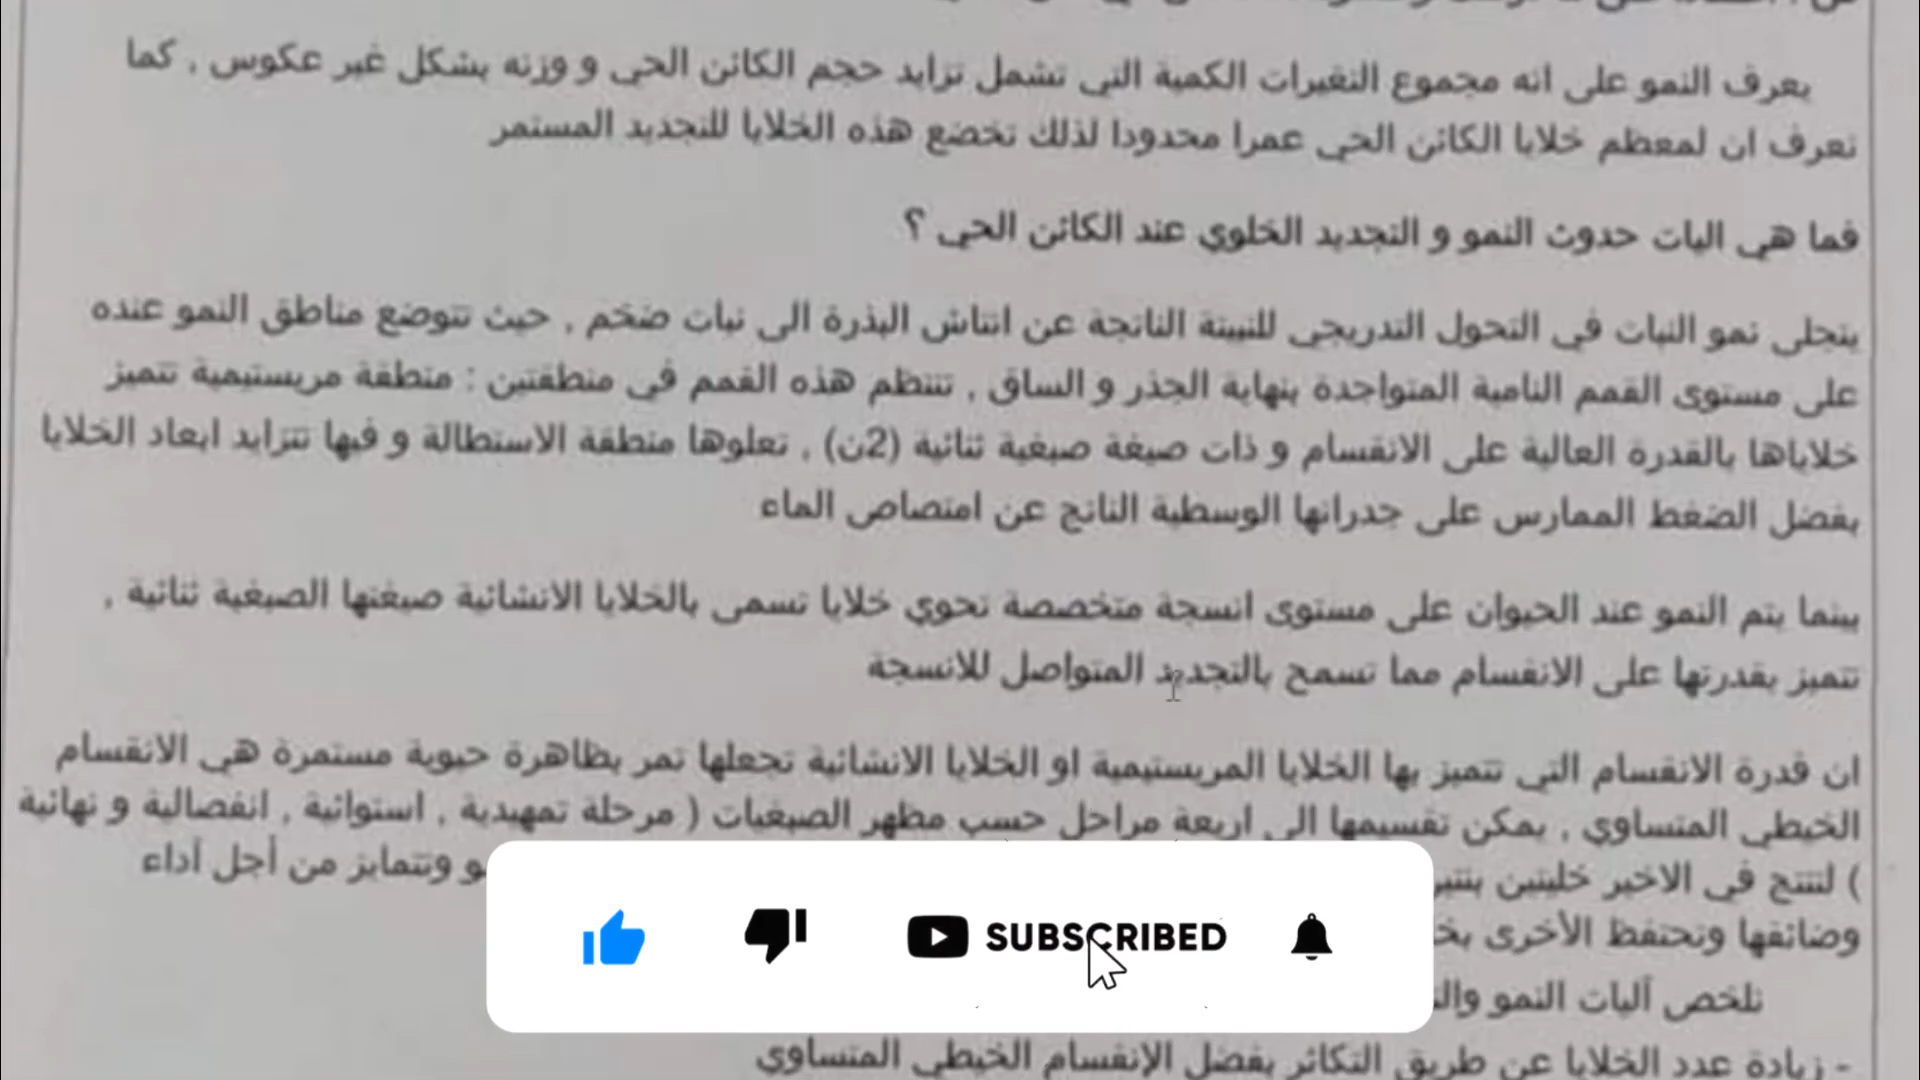 يعرف النمو على انه مجموع التغيرات الكمية التي تشمل تزايد حجم الكائن الحي و وزنه بشكل غير عكوس , كما
نعرف ان لمعظم خلايا الكائن الحي عمرا محدودا لذلك تخضع هذه الخلايا للتجديد المستمر
فما هي اليات حدوث النمو و التجديد الخلوي عند الكائن الحي ؟
يتجلى نمو النبات في التحول التدريجي للنبيتة الناتجة عن انتاش البذرة الى نبات ضخم , حيث تتوضع مناطق النمو عنده
على مستوى القمم النامية المتواجدة بنهاية الجذر و الساق , تنتظم هذه القمم في منطقتين : منطقة مريستيمية تتميز
خلاياها بالقدرة العالية على الانقسام و ذات صيغة صبغية ثنائية (2ن) , تعلوها منطقة الاستطالة و فيها تتزايد ابعاد الخلايا
بفضل الضغط الممارس على جدرانها الوسطية الناتج عن امتصاص الماء
بينما يتم النمو عند الحيوان على مستوى انسجة متخصصة تحوي خلايا تسمى بالخلايا الانشائية صيغتها الصبغية ثنائية ,
تتميز بقدرتها على الانقسام مما تسمح بالتجديد المتواصل للانسجة
ان قدرة الانقسام التي تتميز بها الخلايا المريستيمية او الخلايا الانشائية تجعلها تمر بظاهرة حيوية مستمرة هي الانقسام
الخيطي المتساوي , يمكن تقسيمها الى اربعة مراحل حسب مظهر الصبغيات ( مرحلة تمهيدية , استوائية , انفصالية و نهائية
) لتنتج في الاخير خليتين وتتمايز من أجل آداء
وضائفها وتحتفظ الأخرى
نلخص آليات النمو
- زيادة عدد الخلايا عن طريق التكاثر بفضل الإنقسام الخيطي المتساوي
SUBSCRIBED